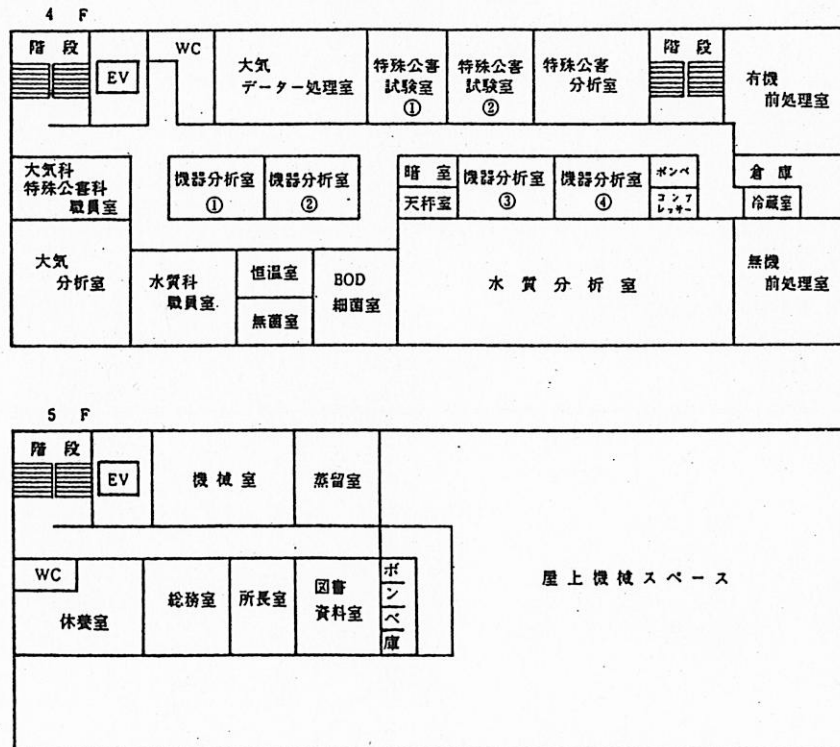 4 F
階 段
EV
WC
大気
データー処理室
特殊公害
試験室
①
特殊公害
試験室
②
特殊公害
分析室
階 段
有機
前処理室
大気科
特殊公害科
職員室
機器分析室
①
機器分析室
②
暗 室
天秤室
機器分析室
③
機器分析室
④
ボンベ
コンプ
レッサー
倉 庫
冷蔵室
大気
分析室
水質科
職員室
恒温室
無菌室
BOD
細菌室
水 質 分 析 室
無機
前処理室
5 F
階 段
EV
機 械 室
蒸留室
WC
休養室
総務室
所長室
図書
資料室
ボ
ン
ベ
庫
屋上機械スペース